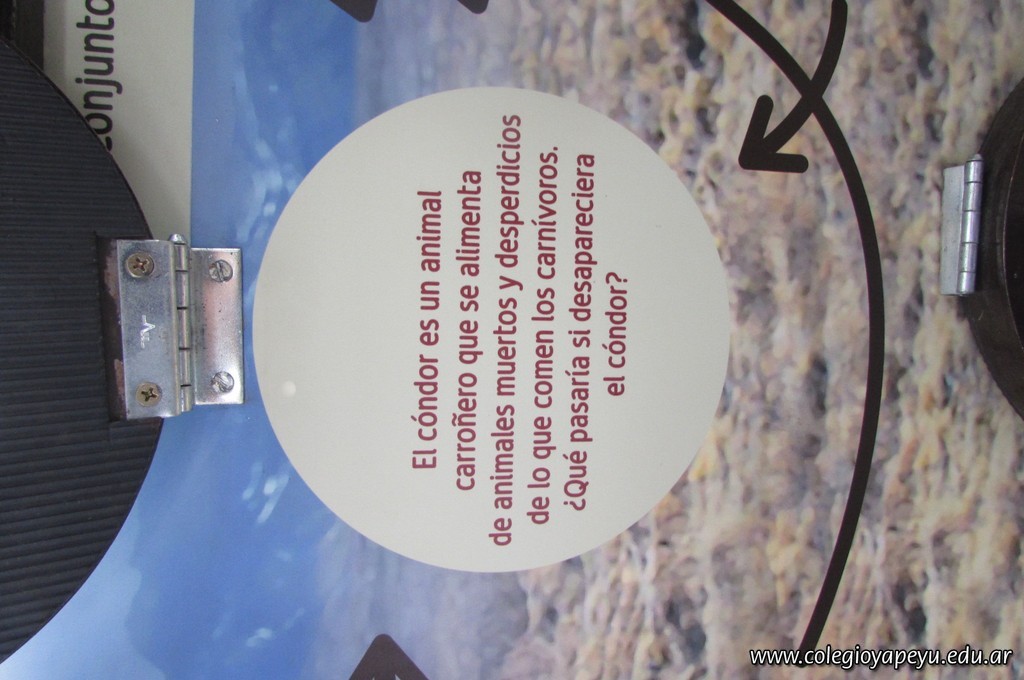 conjunto
El cóndor es un animal
carroñero que se alimenta
de animales muertos y desperdicios
de lo que comen los carnívoros.
¿Qué pasaría si desapareciera
el cóndor?
www.colegioyapeyu.edu.ar